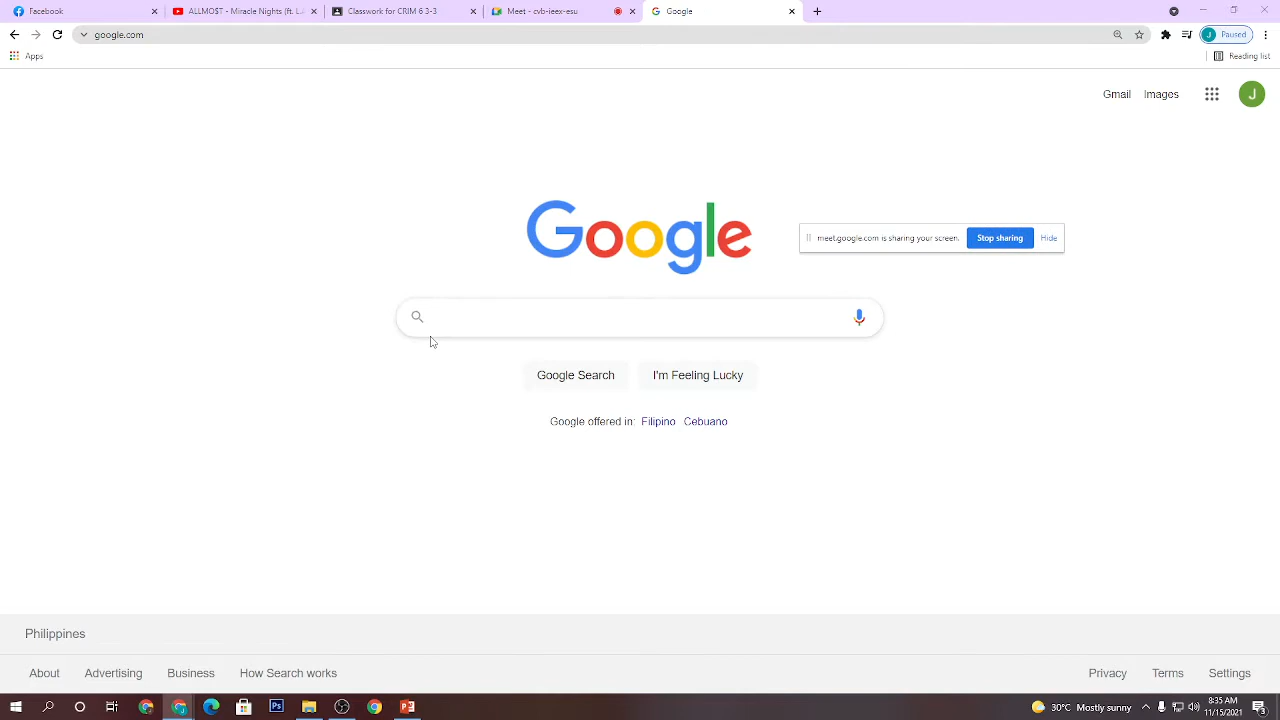 Facebook
ALLMO$T - Miracle Nights (ft. L.A
Classwork for CRIM 6 3-3
Meet - cvb-ieex-esu
Google
google.com
J
Paused
Apps
Reading list
Gmail
Images
J
Google
meet.google.com is sharing your screen.
Stop sharing
Hide
Google Search
I'm Feeling Lucky
Google offered in: Filipino Cebuano
Philippines
About
Advertising
Business
How Search works
Privacy
Terms
Settings
Ps
30°C Mostly sunny
8:35 AM
11/15/2021